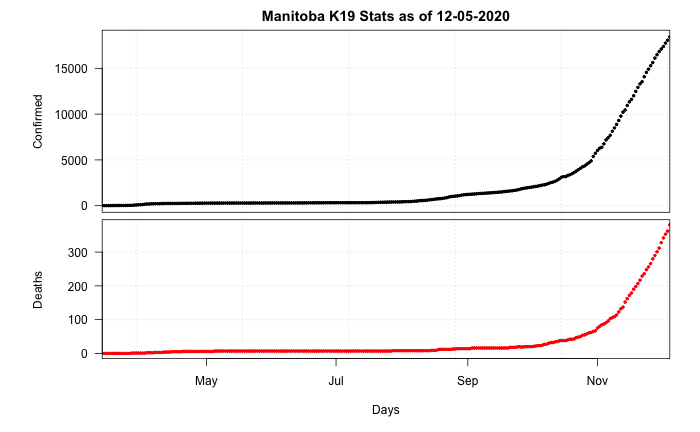 Manitoba K19 Stats as of 12-05-2020
Confirmed
15000
10000
5000
0
Deaths
300
200
100
0
May Jul Sep Nov
Days